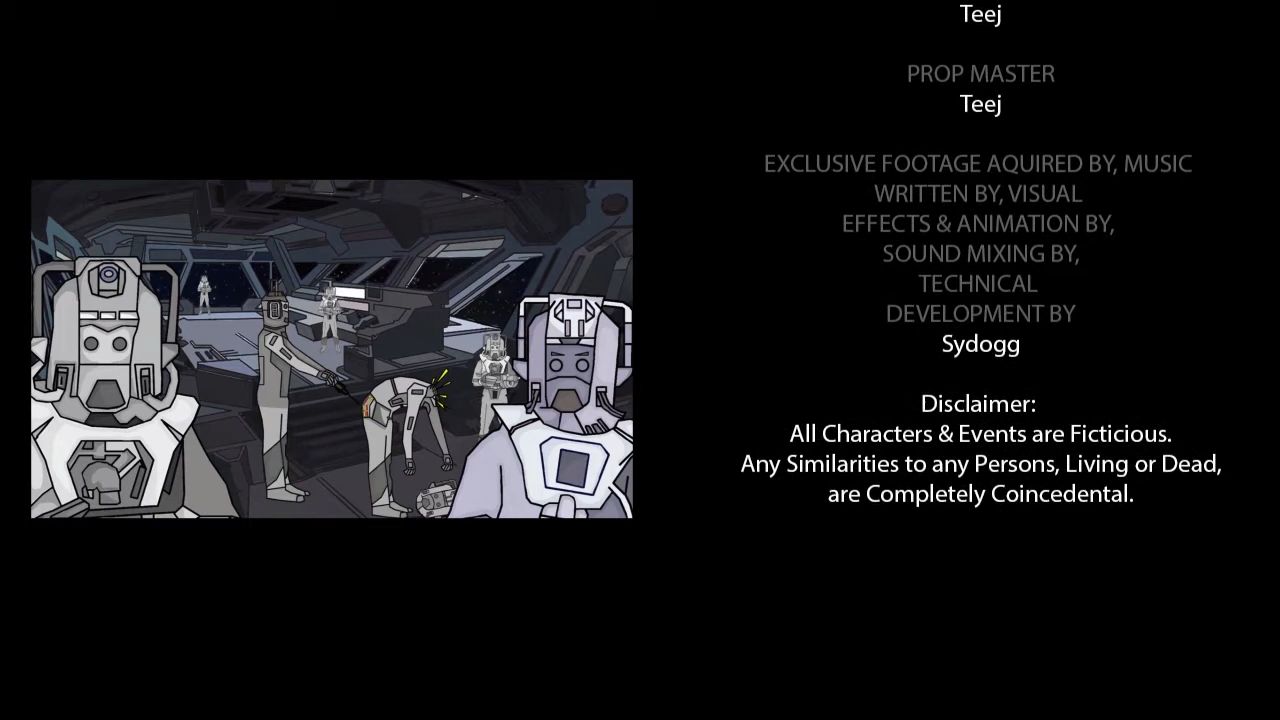 Teej
PROP MASTER
Teej
EXCLUSIVE FOOTAGE AQUIRED BY, MUSIC
WRITTEN BY, VISUAL
EFFECTS & ANIMATION BY,
SOUND MIXING BY,
TECHNICAL
DEVELOPMENT BY
Sydogg
Disclaimer:
All Characters & Events are Ficticious.
Any Similarities to any Persons, Living or Dead,
are Completely Coincedental.